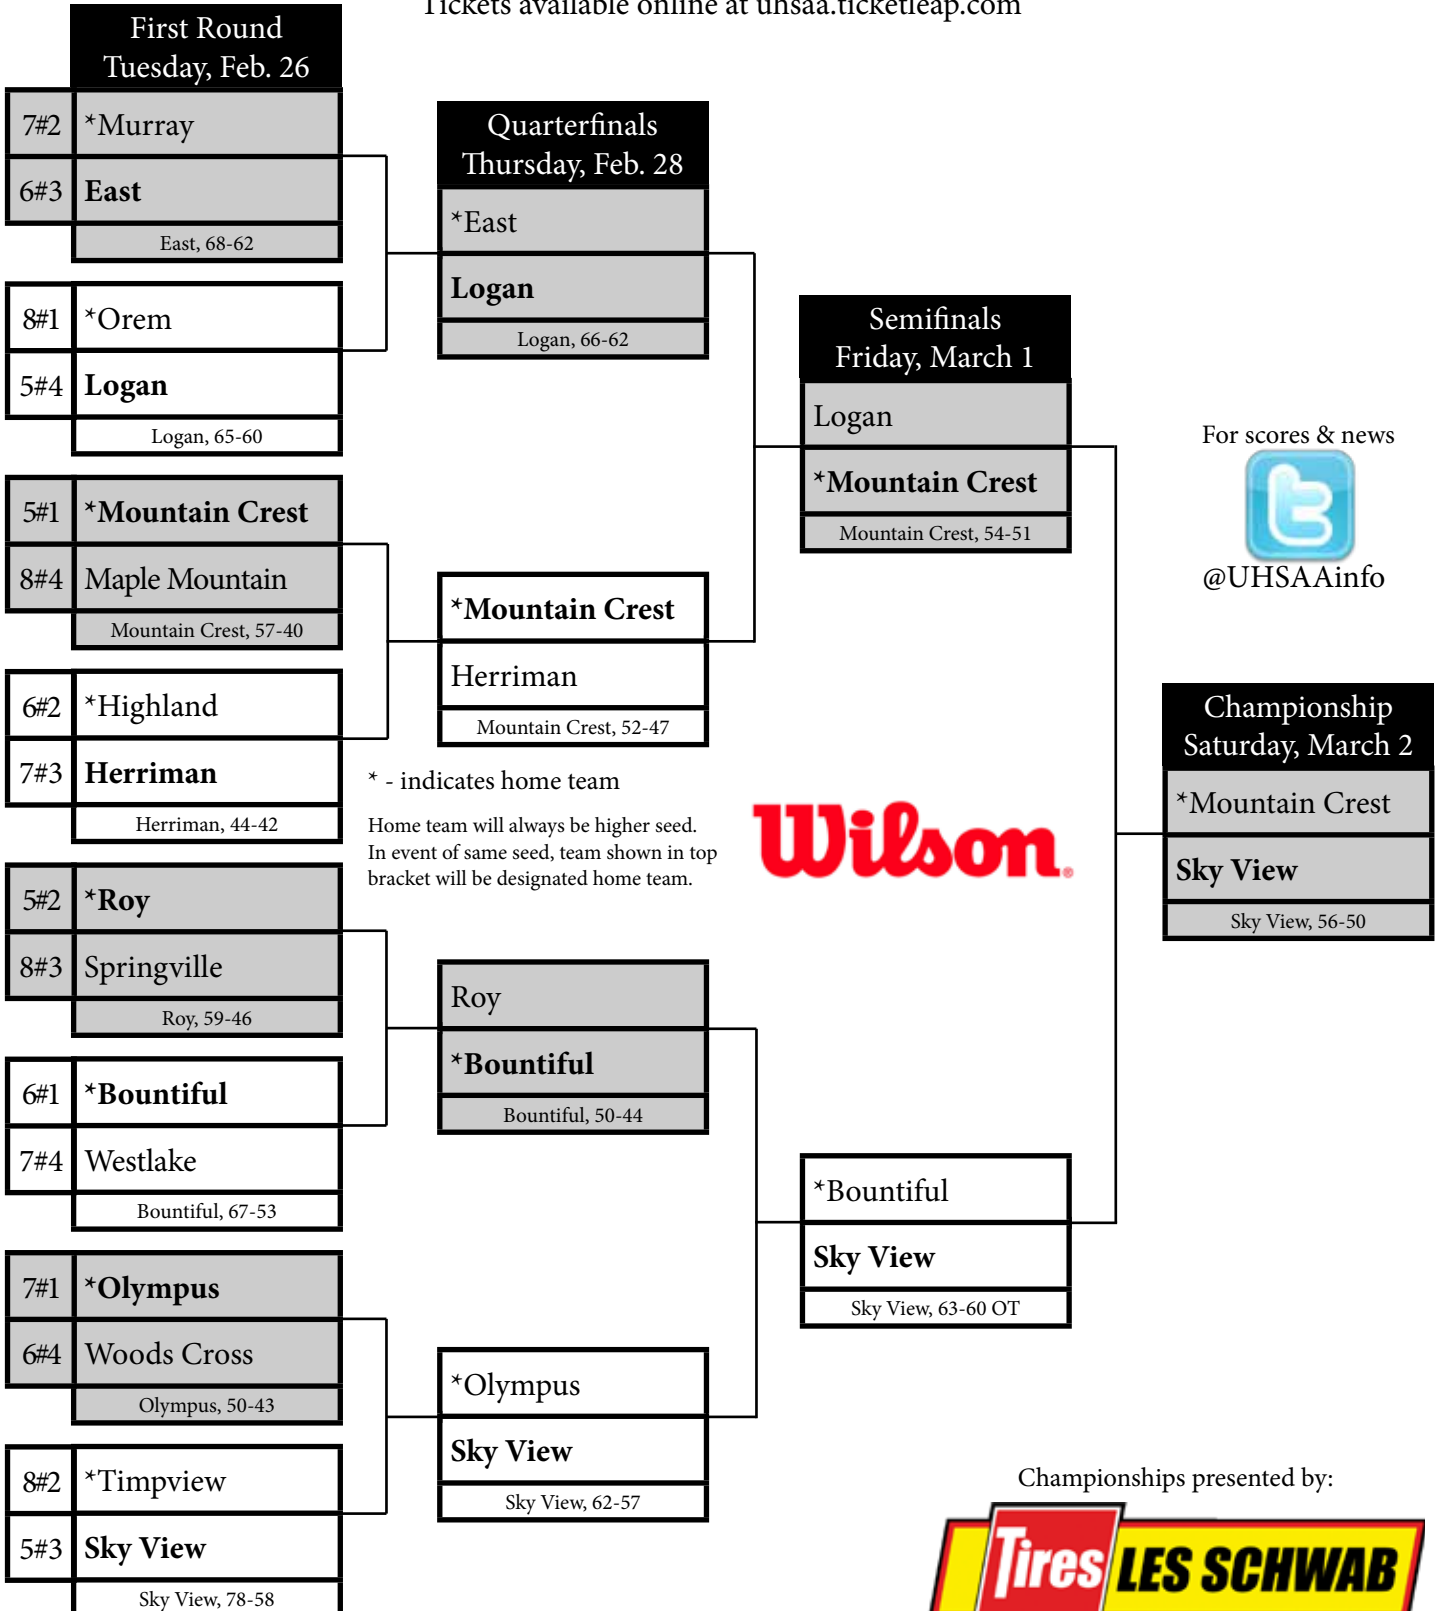 Tickets available online at uhsaa.ticketleap.com
First Round
Tuesday, Feb. 26
7#2 *Murray
6#3 East
East, 68-62
8#1 *Orem
5#4 Logan
Logan, 65-60
5#1 *Mountain Crest
8#4 Maple Mountain
Mountain Crest, 57-40
6#2 *Highland
7#3 Herriman
Herriman, 44-42
5#2 *Roy
8#3 Springville
Roy, 59-46
6#1 *Bountiful
7#4 Westlake
Bountiful, 67-53
7#1 *Olympus
6#4 Woods Cross
Olympus, 50-43
8#2 *Timpview
5#3 Sky View
Sky View, 78-58
Quarterfinals
Thursday, Feb. 28
*East
Logan
Logan, 66-62
*Mountain Crest
Herriman
Mountain Crest, 52-47
* - indicates home team
Home team will always be higher seed.
In event of same seed, team shown in top
bracket will be designated home team.
Roy
*Bountiful
Bountiful, 50-44
*Olympus
Sky View
Sky View, 62-57
Semifinals
Friday, March 1
Logan
*Mountain Crest
Mountain Crest, 54-51
Wilson®
*Bountiful
Sky View
Sky View, 63-60 OT
For scores & news
@UHSAAinfo
Championship
Saturday, March 2
*Mountain Crest
Sky View
Sky View, 56-50
Championships presented by:
Tires LES SCHWAB